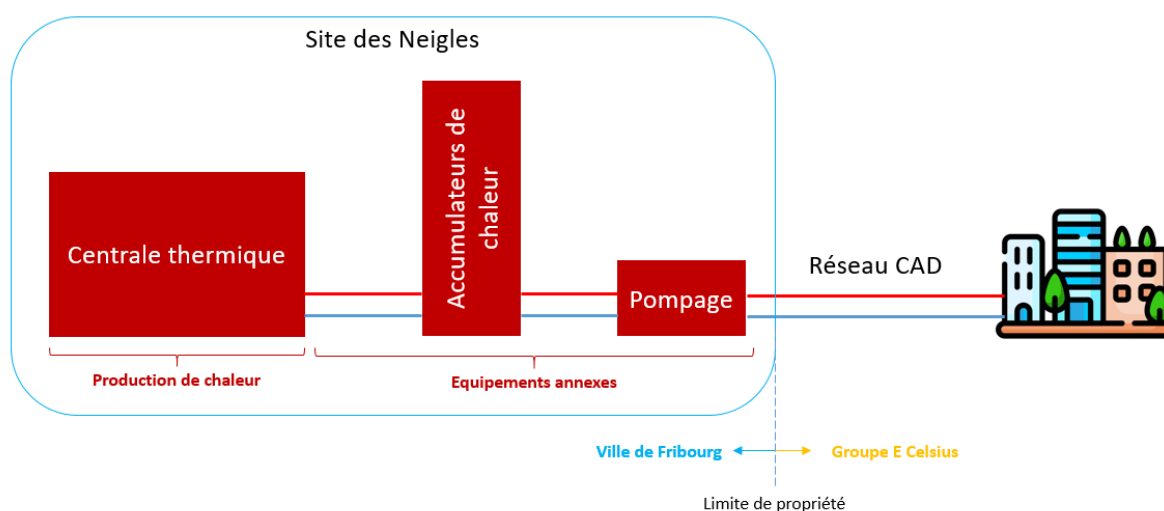 Site des Neigles
Centrale thermique
Accumulateurs de
chaleur
Pompage
Réseau CAD
Production de chaleur
Equipements annexes
Ville de Fribourg
Groupe E Celsius
Limite de propriété